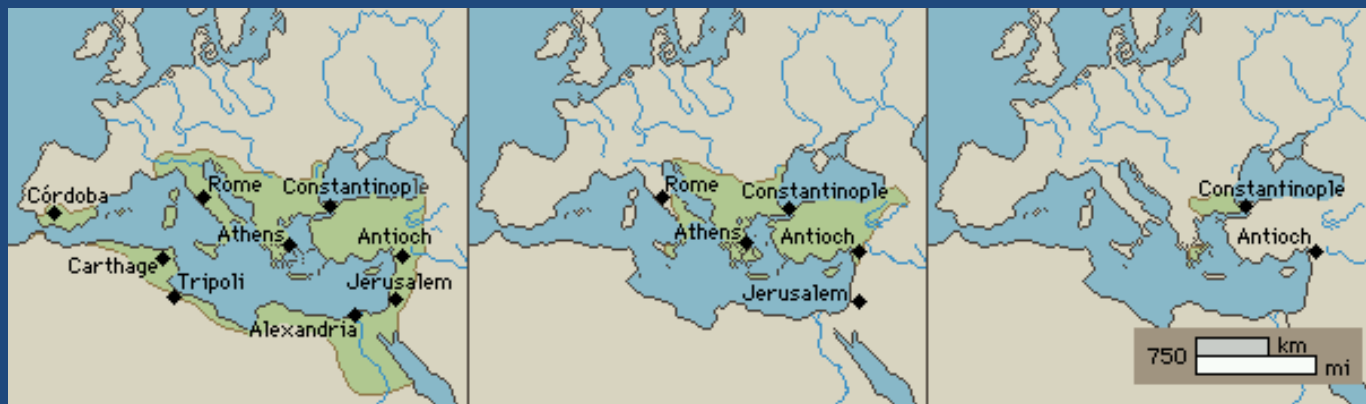 Córdoba
Rome
Constantinople
Athens
Antioch
Carthage
Tripoli
Jerusalem
Alexandria
Rome
Constantinople
Athens
Antioch
Jerusalem
Constantinople
Antioch
750 km
mi